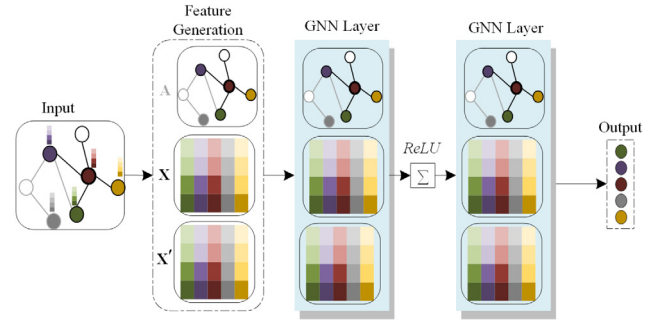 Feature
Generation
GNN Layer
GNN Layer
Input
A
X
X'
ReLU
Σ
Output